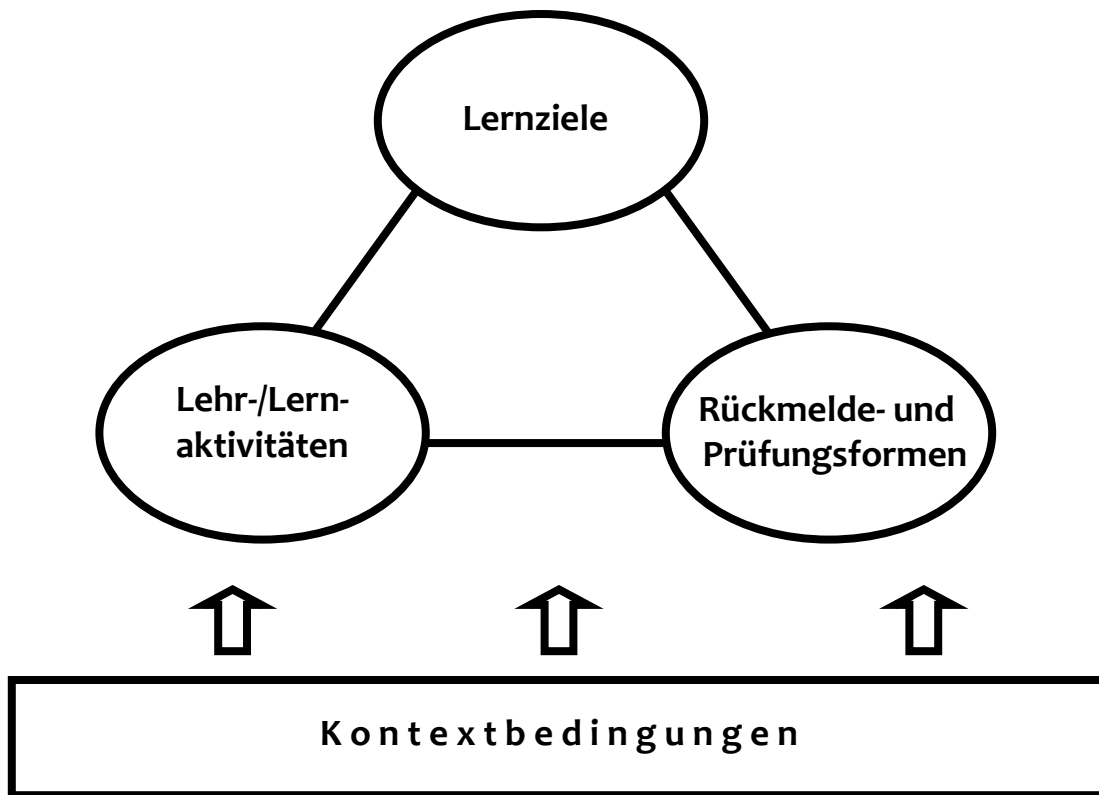 Lernziele
Lehr-/Lern-
aktivitäten
Rückmelde- und
Prüfungsformen
Kontextbedingungen